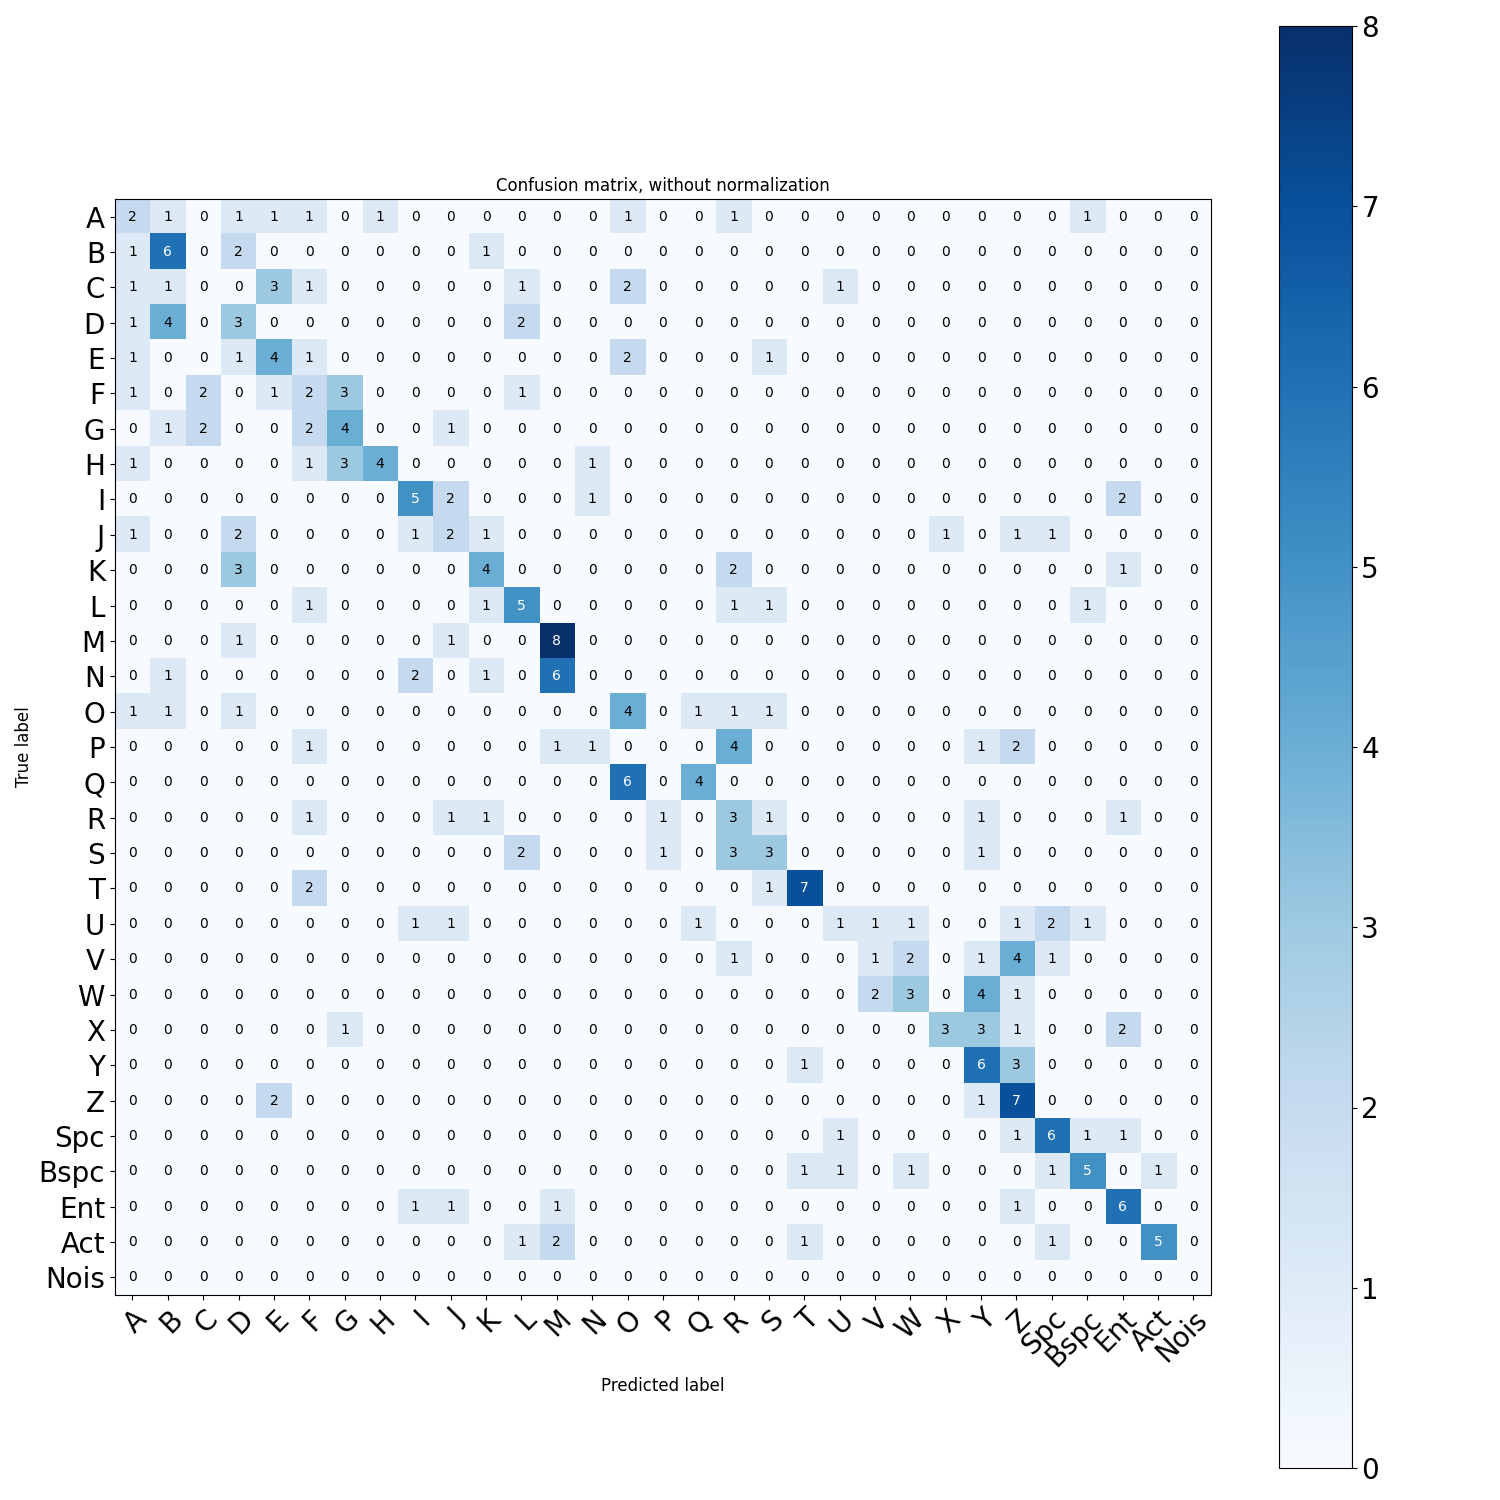 Confusion matrix, without normalization
A 2 1 0 1 1 1 0 1 0 0 0 0 0 0 1 0 0 1 0 0 0 0 0 0 0 0 0 1 0 0 0
B 1 6 0 2 0 0 0 0 0 0 1 0 0 0 0 0 0 0 0 0 0 0 0 0 0 0 0 0 0 0 0
C 1 1 0 0 3 1 0 0 0 0 0 1 0 0 2 0 0 0 0 0 1 0 0 0 0 0 0 0 0 0 0
D 1 4 0 3 0 0 0 0 0 0 0 2 0 0 0 0 0 0 0 0 0 0 0 0 0 0 0 0 0 0 0
E 1 0 0 1 4 1 0 0 0 0 0 0 0 0 2 0 0 0 1 0 0 0 0 0 0 0 0 0 0 0 0
F 1 0 2 0 1 2 3 0 0 0 0 1 0 0 0 0 0 0 0 0 0 0 0 0 0 0 0 0 0 0 0
G 0 1 2 0 0 2 4 0 0 1 0 0 0 0 0 0 0 0 0 0 0 0 0 0 0 0 0 0 0 0 0
H 1 0 0 0 0 1 3 4 0 0 0 0 0 1 0 0 0 0 0 0 0 0 0 0 0 0 0 0 0 0 0
I 0 0 0 0 0 0 0 0 5 2 0 0 0 1 0 0 0 0 0 0 0 0 0 0 0 0 0 0 2 0 0
J 1 0 0 2 0 0 0 0 1 2 1 0 0 0 0 0 0 0 0 0 0 0 0 1 0 1 1 0 0 0 0
K 0 0 0 3 0 0 0 0 0 0 4 0 0 0 0 0 0 2 0 0 0 0 0 0 0 0 0 0 1 0 0
L 0 0 0 0 0 1 0 0 0 0 1 5 0 0 0 0 0 1 1 0 0 0 0 0 0 0 0 1 0 0 0
M 0 0 0 1 0 0 0 0 0 1 0 0 8 0 0 0 0 0 0 0 0 0 0 0 0 0 0 0 0 0 0
N 0 1 0 0 0 0 0 0 2 0 1 0 6 0 0 0 0 0 0 0 0 0 0 0 0 0 0 0 0 0 0
O 1 1 0 1 0 0 0 0 0 0 0 0 0 0 4 0 1 1 1 0 0 0 0 0 0 0 0 0 0 0 0
P 0 0 0 0 0 1 0 0 0 0 0 0 1 1 0 0 0 4 0 0 0 0 0 0 1 2 0 0 0 0 0
Q 0 0 0 0 0 0 0 0 0 0 0 0 0 0 6 0 4 0 0 0 0 0 0 0 0 0 0 0 0 0 0
R 0 0 0 0 0 1 0 0 0 1 1 0 0 0 0 1 0 3 1 0 0 0 0 0 1 0 0 0 1 0 0
S 0 0 0 0 0 0 0 0 0 0 0 2 0 0 0 1 0 3 3 0 0 0 0 0 1 0 0 0 0 0 0
T 0 0 0 0 0 2 0 0 0 0 0 0 0 0 0 0 0 0 1 7 0 0 0 0 0 0 0 0 0 0 0
U 0 0 0 0 0 0 0 0 1 1 0 0 0 0 0 0 1 0 0 0 1 1 1 0 0 1 2 1 0 0 0
V 0 0 0 0 0 0 0 0 0 0 0 0 0 0 0 0 0 1 0 0 0 1 2 0 1 4 1 0 0 0 0
W 0 0 0 0 0 0 0 0 0 0 0 0 0 0 0 0 0 0 0 0 0 2 3 0 4 1 0 0 0 0 0
X 0 0 0 0 0 0 1 0 0 0 0 0 0 0 0 0 0 0 0 0 0 0 0 3 3 1 0 0 2 0 0
Y 0 0 0 0 0 0 0 0 0 0 0 0 0 0 0 0 0 0 0 1 0 0 0 0 6 3 0 0 0 0 0
Z 0 0 0 0 2 0 0 0 0 0 0 0 0 0 0 0 0 0 0 0 0 0 0 0 1 7 0 0 0 0 0
Spc 0 0 0 0 0 0 0 0 0 0 0 0 0 0 0 0 0 0 0 0 1 0 0 0 0 1 6 1 1 0 0
Bspc 0 0 0 0 0 0 0 0 0 0 0 0 0 0 0 0 0 0 0 1 1 0 1 0 0 0 1 5 0 1 0
Ent 0 0 0 0 0 0 0 0 1 1 0 0 1 0 0 0 0 0 0 0 0 0 0 0 0 1 0 0 6 0 0
Act 0 0 0 0 0 0 0 0 0 0 0 1 2 0 0 0 0 0 0 1 0 0 0 0 0 0 1 0 0 5 0
Nois 0 0 0 0 0 0 0 0 0 0 0 0 0 0 0 0 0 0 0 0 0 0 0 0 0 0 0 0 0 0 0
A B C D E F G H I J K L M N O P Q R S T U V W X Y Z Spc Bspc Ent Act Nois
Predicted label
True label
8
7
6
5
4
3
2
1
0